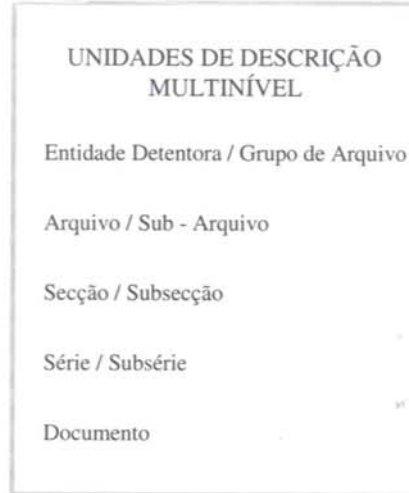 UNIDADES DE DESCRIÇÃO
MULTINÍVEL
Entidade Detentora / Grupo de Arquivo
Arquivo / Sub - Arquivo
Secção / Subsecção
Série / Subsérie
Documento